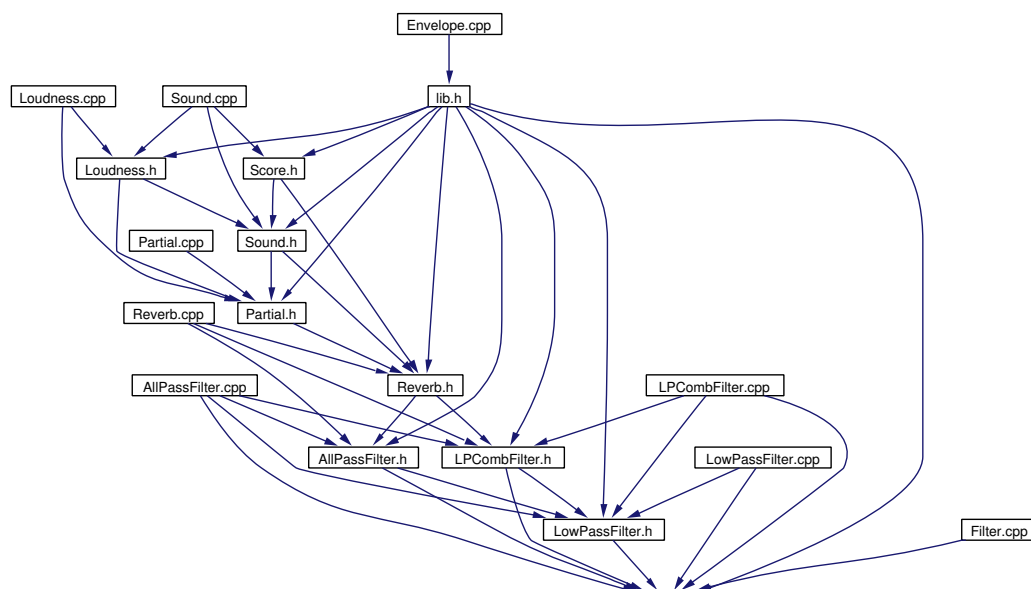 Envelope.cpp
Loudness.cpp
Sound.cpp
lib.h
Loudness.h
Score.h
Partial.cpp
Sound.h
Reverb.cpp
Partial.h
AllPassFilter.cpp
Reverb.h
LPCombFilter.cpp
AllPassFilter.h
LPCombFilter.h
LowPassFilter.cpp
LowPassFilter.h
Filter.cpp